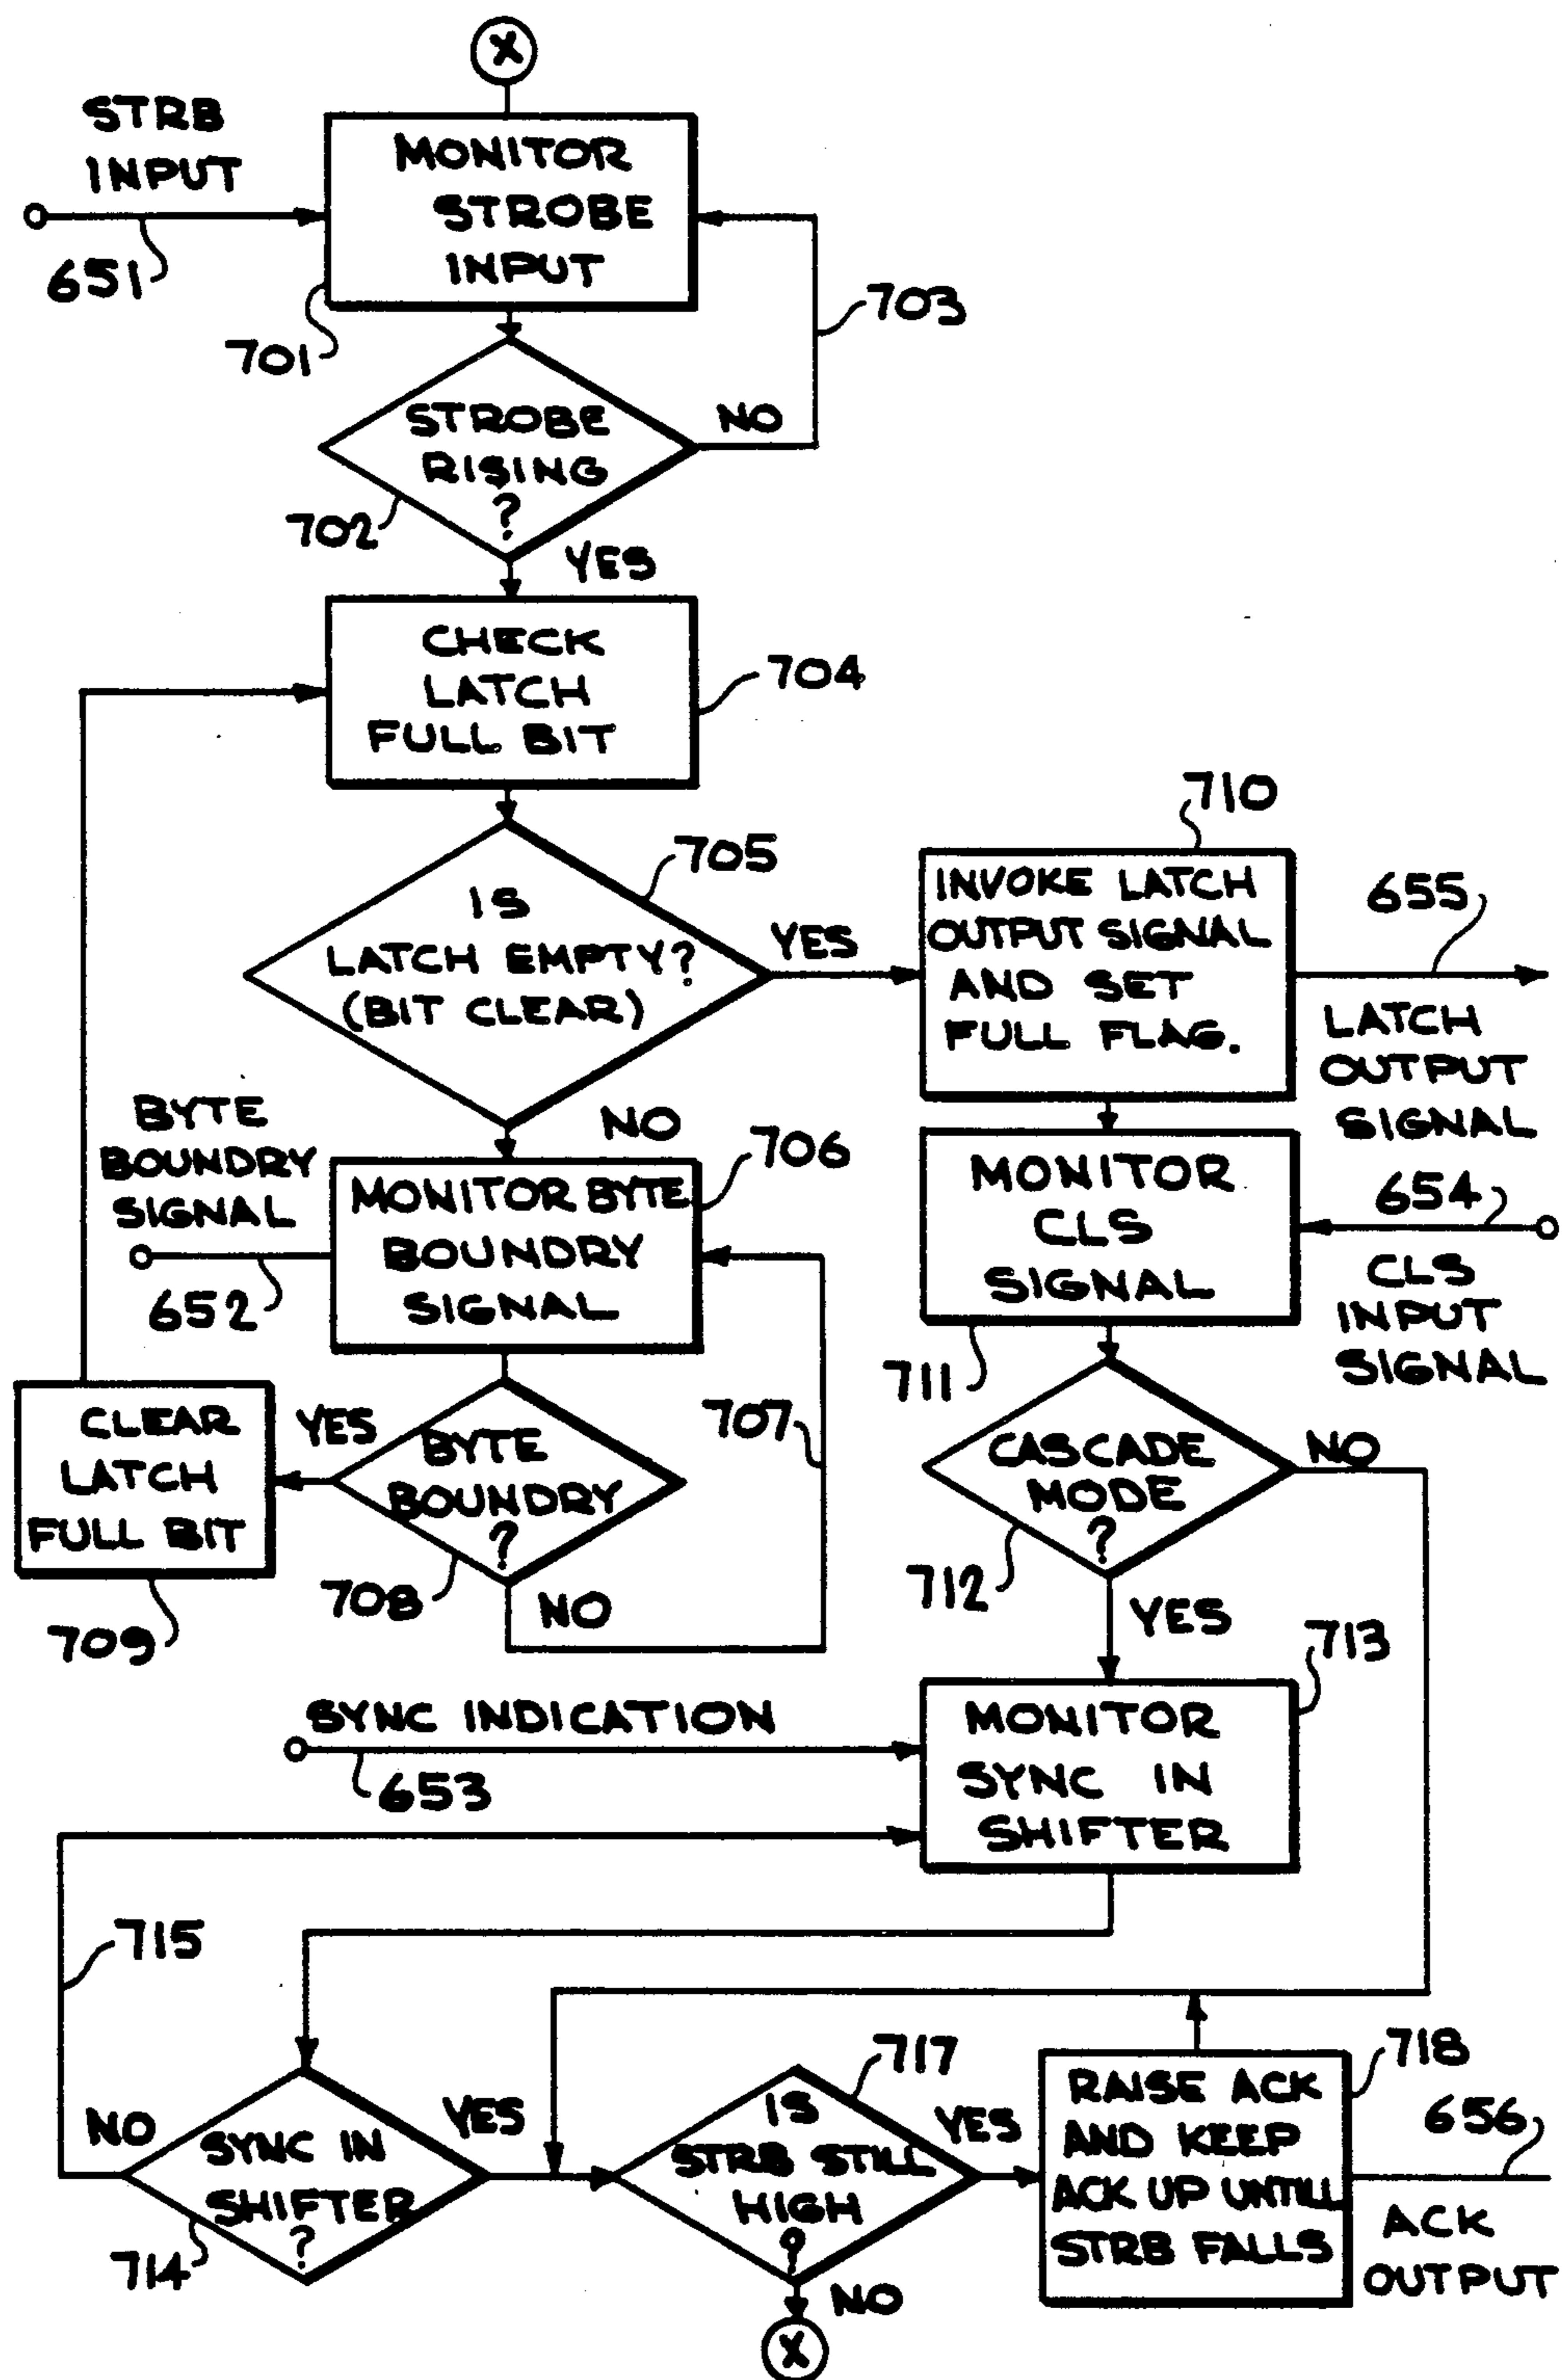 X
STRB
INPUT
651
MONITOR
STROBE
INPUT
701
703
STROBE
RISING
?
NO
702
YES
CHECK
LATCH
FULL BIT
704
IS
LATCH EMPTY?
(BIT CLEAR)
705
YES
NO
710
INVOKE LATCH
OUTPUT SIGNAL
AND SET
FULL FLAG.
655
LATCH
OUTPUT
SIGNAL
BYTE
BOUNDRY
SIGNAL
652
MONITOR BYTE
BOUNDRY
SIGNAL
706
MONITOR
CLS
SIGNAL
654
CLS
INPUT
SIGNAL
711
707
CLEAR
LATCH
FULL BIT
709
YES
BYTE
BOUNDRY
?
708
NO
CASCADE
MODE
?
NO
712
YES
713
SYNC INDICATION
653
MONITOR
SYNC IN
SHIFTER
715
NO
SYNC IN
SHIFTER
?
714
YES
717
IS
STRB STILL
HIGH
?
YES
NO
X
718
RAISE ACK
AND KEEP
ACK UP UNTILL
STRB FALLS
656
ACK
OUTPUT